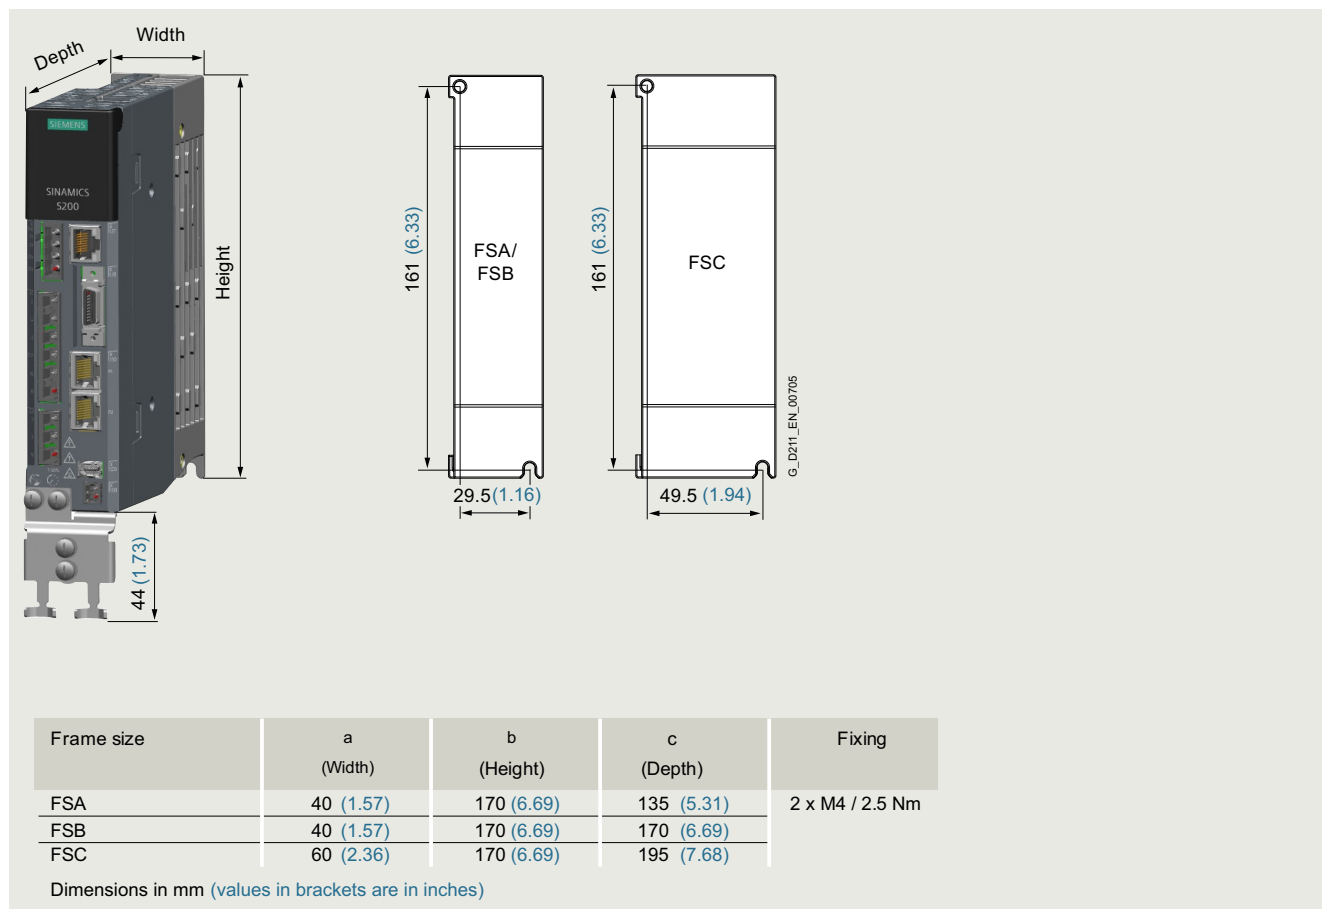 Width
Depth
SIEMENS
SINAMICS
S200
Height
44 (1.73)
161 (6.33)
FSA/
FSB
29.5(1.16)
161 (6.33)
FSC
49.5 (1.94)
G_D211_EN_00705
Frame size a b c Fixing
(Width) (Height) (Depth)
FSA 40 (1.57) 170 (6.69) 135 (5.31) 2 x M4 / 2.5 Nm
FSB 40 (1.57) 170 (6.69) 170 (6.69)
FSC 60 (2.36) 170 (6.69) 195 (7.68)
Dimensions in mm (values in brackets are in inches)